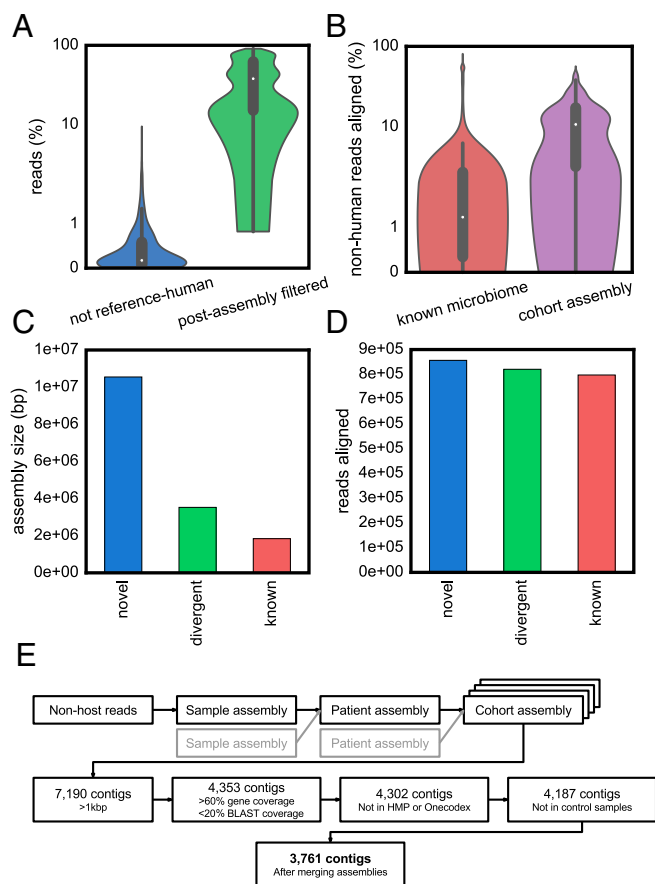 A
100
10
1
0
reads (%)
not reference-human
post-assembly filtered
B
100
10
1
0
non-human reads aligned (%)
known microbiome
cohort assembly
C
1e+07
1e+07
8e+06
6e+06
4e+06
2e+06
0e+00
assembly size (bp)
novel
divergent
known
D
9e+05
8e+05
7e+05
6e+05
5e+05
4e+05
3e+05
2e+05
1e+05
0e+00
reads aligned
novel
divergent
known
E
Non-host reads
Sample assembly
Patient assembly
Cohort assembly
Sample assembly
Patient assembly
7,190 contigs
>1kbp
4,353 contigs
>60% gene coverage
<20% BLAST coverage
4,302 contigs
Not in HMP or Onecodex
4,187 contigs
Not in control samples
3,761 contigs
After merging assemblies